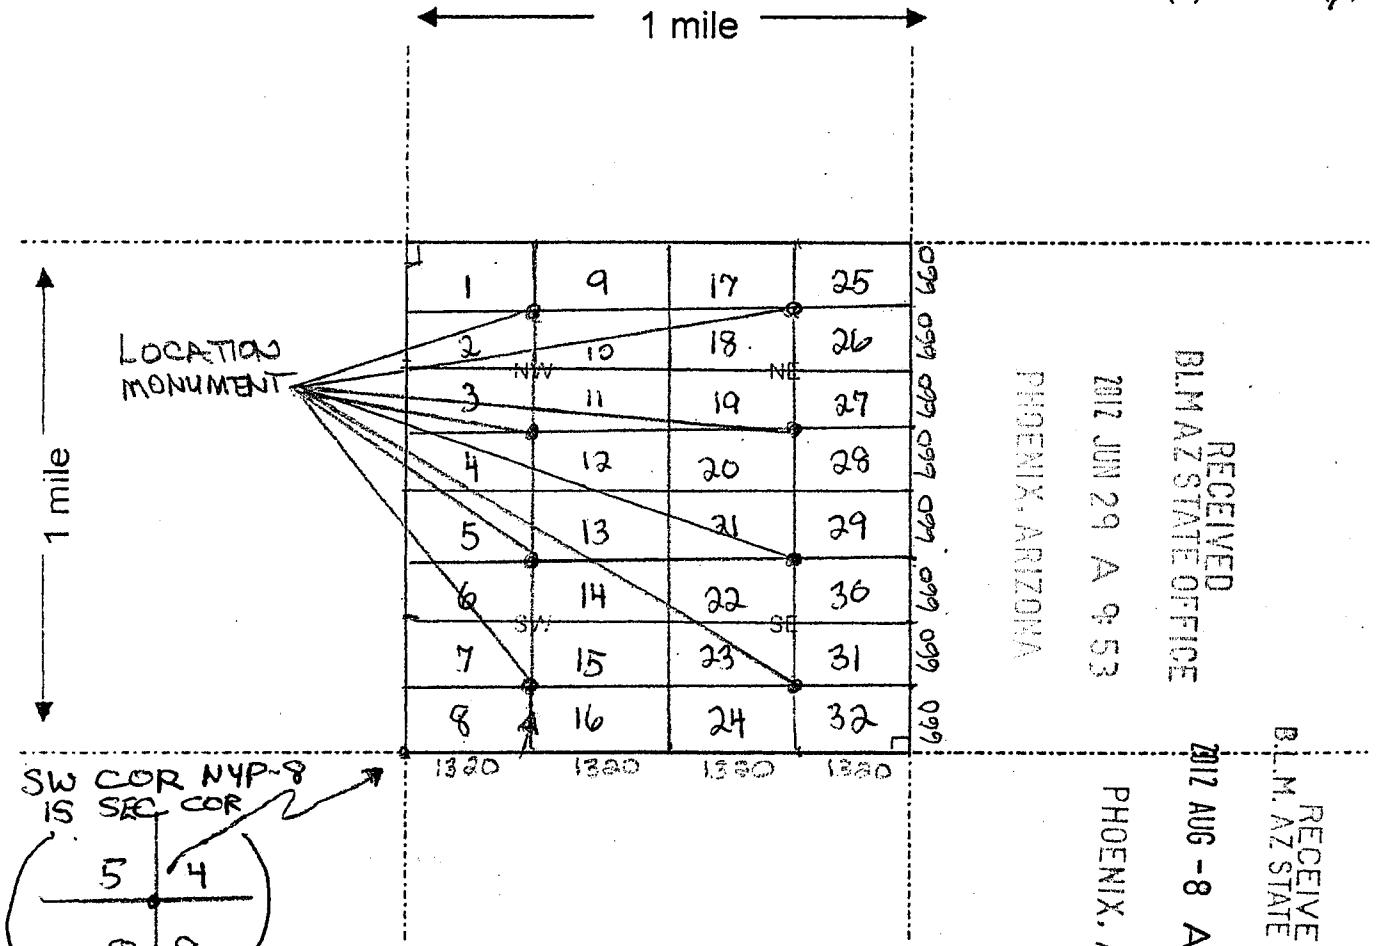 1 mile
1 9 17 25 660
2 10 18 26 660
NW NE
3 11 19 27 660
4 12 20 28 660
5 13 21 29 660
6 14 22 30 660
SW SE
7 15 23 31 660
8 16 24 32 660
1320 1320 1320 1320
LOCATION
MONUMENT
1 mile
SW COR NYP-8
IS SEC COR
5 4
RECEIVED
BLM AZ STATE OFFICE
2012 JUN 29 A 9:53
PHOENIX, ARIZONA
RECEIVE
B.L.M. AZ STATE
2012 AUG -8 A
PHOENIX,